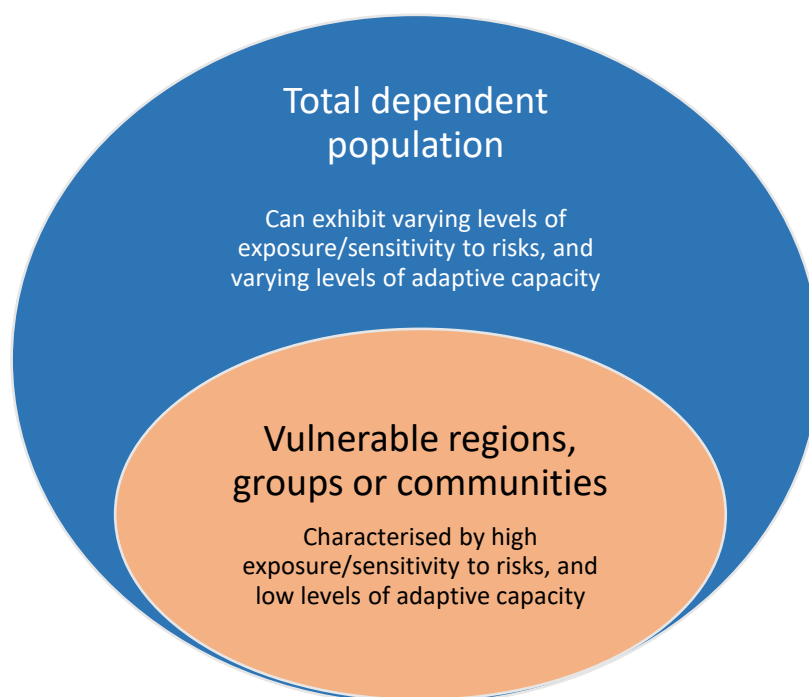 Total dependent
population
Can exhibit varying levels of
exposure/sensitivity to risks, and
varying levels of adaptive capacity
Vulnerable regions,
groups or communities
Characterised by high
exposure/sensitivity to risks, and
low levels of adaptive capacity